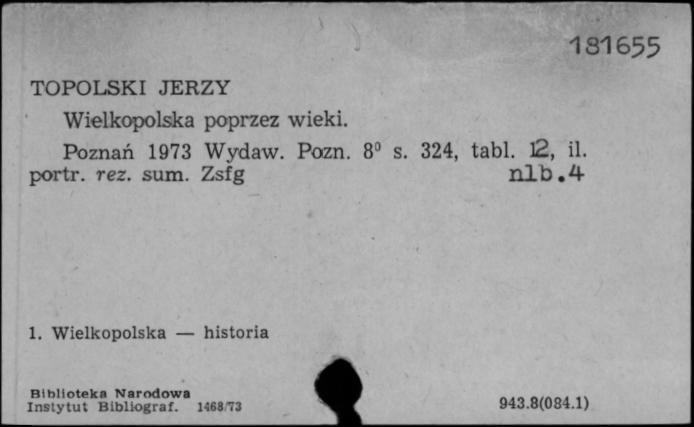 181655
TOPOLSKI JERZY
Wielkopolska poprzez wieki.
Poznań 1973 Wydaw. Pozn. 8⁰ s. 324, tabl. 12, il.
portr. rez. sum. Zsfg nlb.4
1. Wielkopolska — historia
Biblioteka Narodowa
Instytut Bibliograf. 1468/73
943.8(084.1)